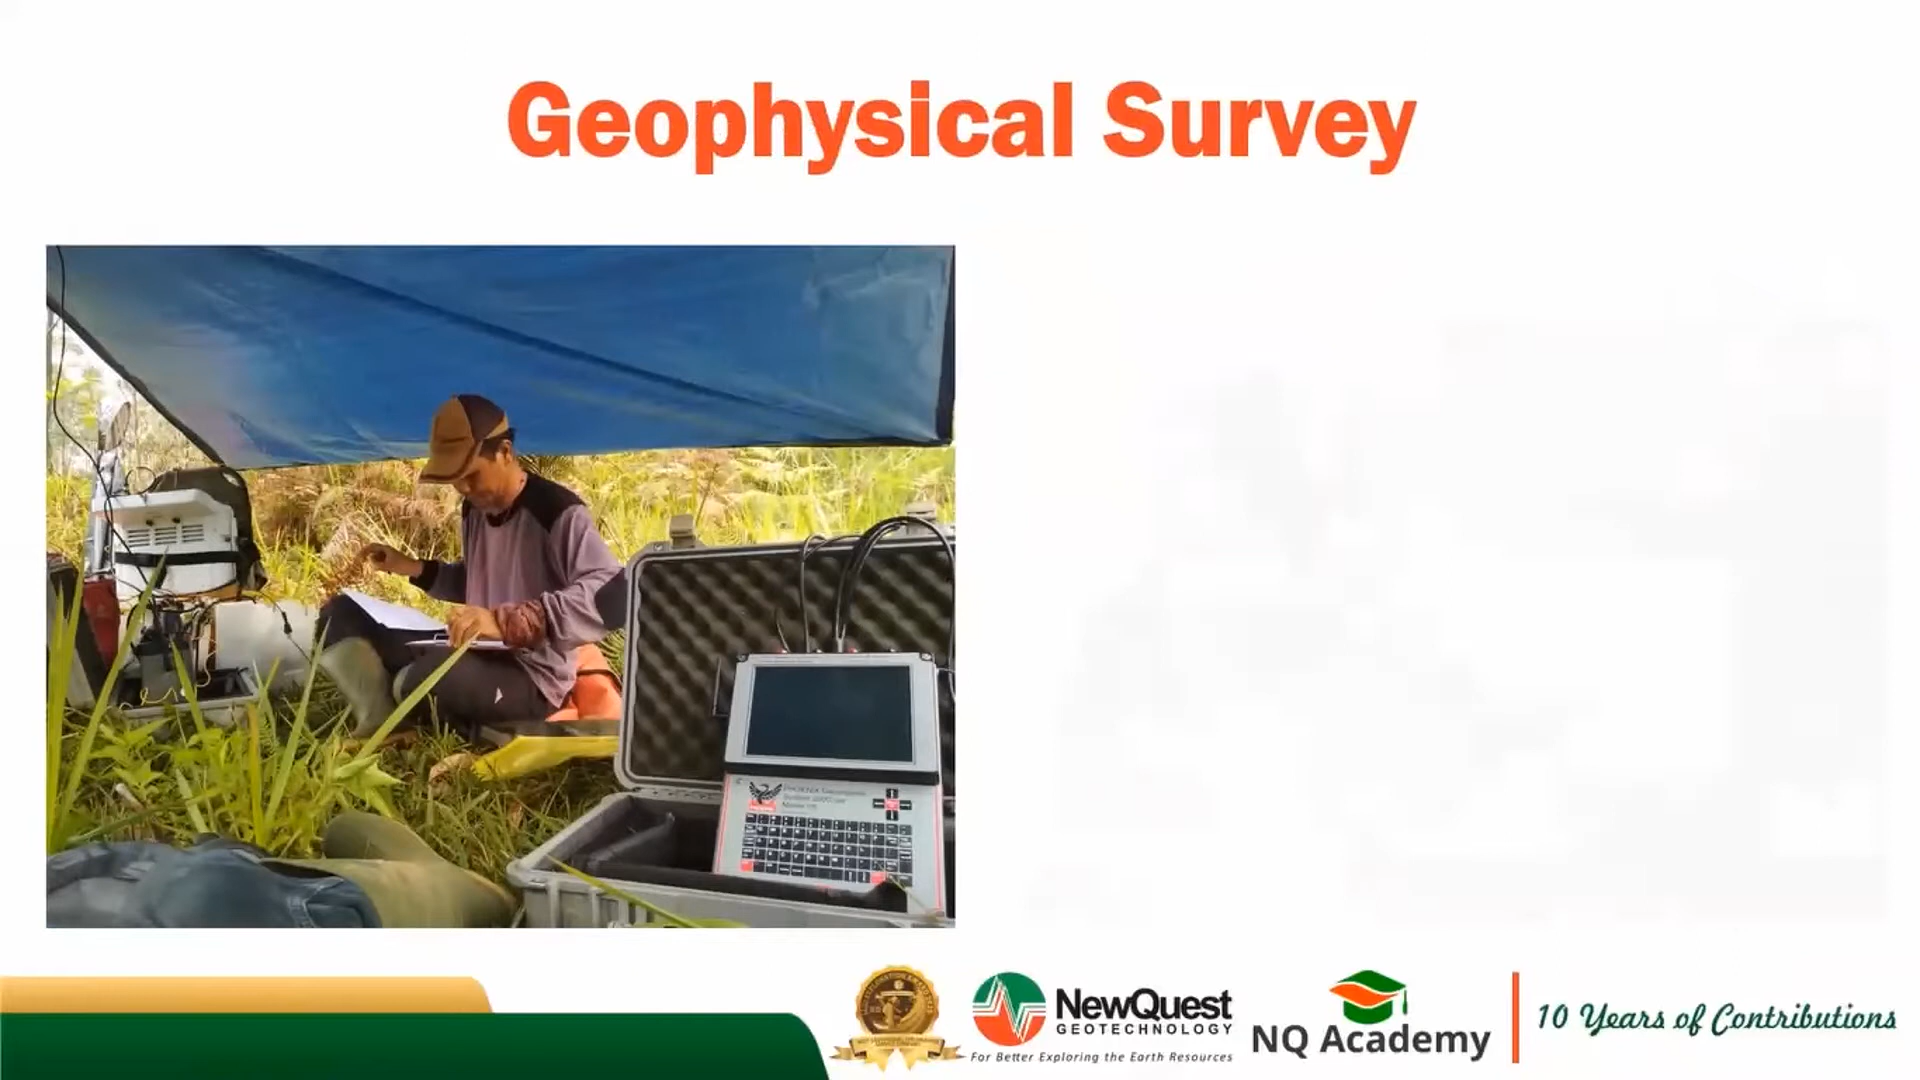 Geophysical Survey
NewQuest
GEOTECHNOLOGY
For Better Exploring the Earth Resources
NQ Academy
10 Years of Contributions